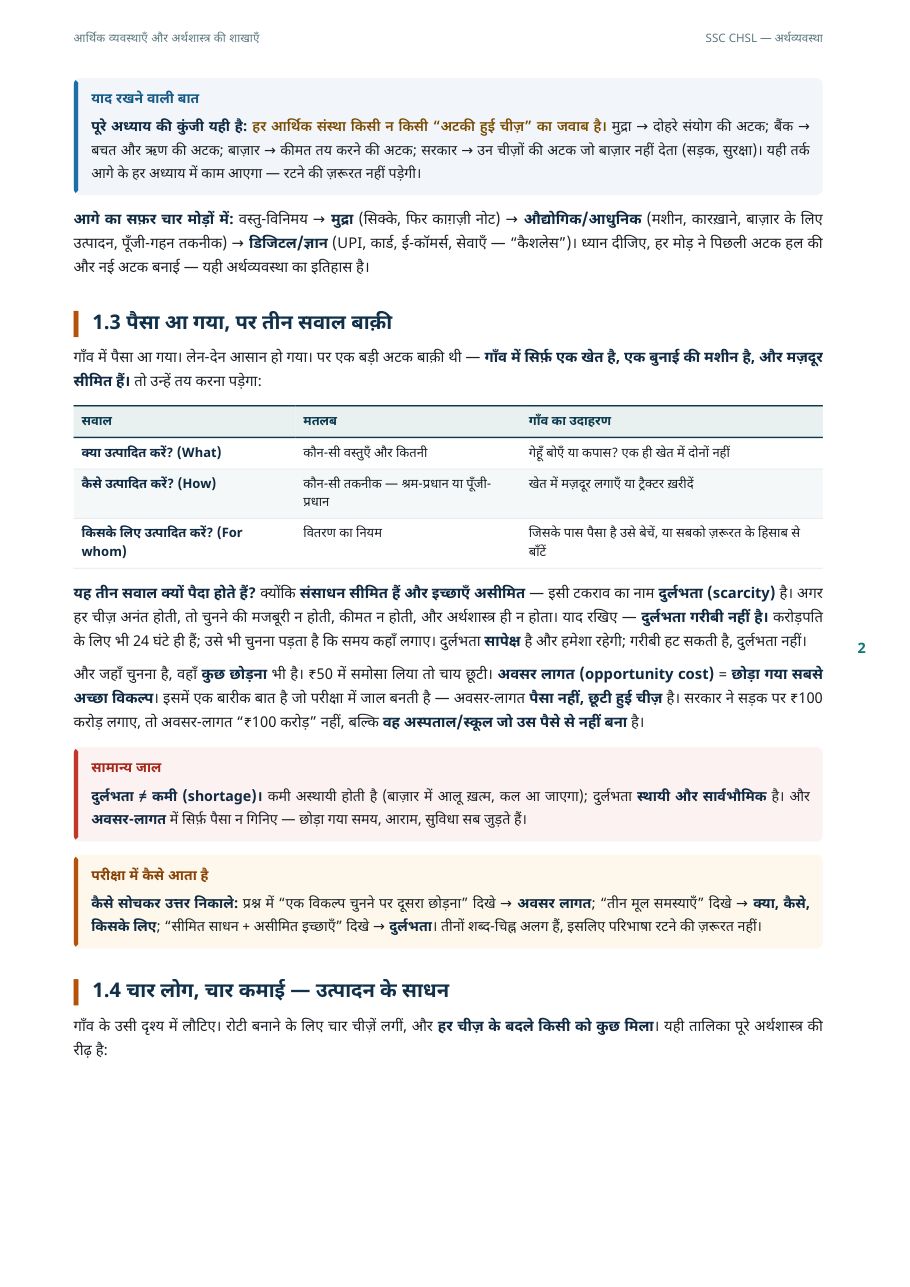 आर्थिक व्यवस्थाएँ और अर्थशास्त्र की शाखाएँ
SSC CHSL — अर्थव्यवस्था
याद रखने वाली बात
पूरे अध्याय की कुंजी यही है: हर आर्थिक संस्था किसी न किसी “अटकी हुई चीज़” का जवाब है। मुद्रा → दोहरे संयोग की अटक; बैंक →
बचत और ऋण की अटक; बाज़ार → कीमत तय करने की अटक; सरकार → उन चीज़ों की अटक जो बाज़ार नहीं देता (सड़क, सुरक्षा)। यही तर्क
आगे के हर अध्याय में काम आएगा — रटने की ज़रूरत नहीं पड़ेगी।
आगे का सफ़र चार मोड़ों में: वस्तु-विनिमय → मुद्रा (सिक्के, फिर काग़ज़ी नोट) → औद्योगिक/आधुनिक (मशीन, कारख़ाने, बाज़ार के लिए
उत्पादन, पूँजी-गहन तकनीक) → डिजिटल/ज्ञान (UPI, कार्ड, ई-कॉमर्स, सेवाएँ — “कैशलेस”)। ध्यान दीजिए, हर मोड़ ने पिछली अटक हल की
और नई अटक बनाई — यही अर्थव्यवस्था का इतिहास है।
1.3 पैसा आ गया, पर तीन सवाल बाक़ी
गाँव में पैसा आ गया। लेन-देन आसान हो गया। पर एक बड़ी अटक बाक़ी थी — गाँव में सिर्फ़ एक खेत है, एक बुनाई की मशीन है, और मज़दूर
सीमित हैं। तो उन्हें तय करना पड़ेगा:
सवाल
मतलब
गाँव का उदाहरण
क्या उत्पादित करें? (What)
कौन-सी वस्तुएँ और कितनी
गेहूँ बोएँ या कपास? एक ही खेत में दोनों नहीं
कैसे उत्पादित करें? (How)
कौन-सी तकनीक — श्रम-प्रधान या पूँजी-
प्रधान
खेत में मज़दूर लगाएँ या ट्रैक्टर ख़रीदें
किसके लिए उत्पादित करें? (For
whom)
वितरण का नियम
जिसके पास पैसा है उसे बेचें, या सबको ज़रूरत के हिसाब से
बाँटें
यह तीन सवाल क्यों पैदा होते हैं? क्योंकि संसाधन सीमित हैं और इच्छाएँ असीमित — इसी टकराव का नाम दुर्लभता (scarcity) है। अगर
हर चीज़ अनंत होती, तो चुनने की मजबूरी न होती, कीमत न होती, और अर्थशास्त्र ही न होता। याद रखिए — दुर्लभता गरीबी नहीं है। करोड़पति
के लिए भी 24 घंटे ही हैं; उसे भी चुनना पड़ता है कि समय कहाँ लगाए। दुर्लभता सापेक्ष है और हमेशा रहेगी; गरीबी हट सकती है, दुर्लभता नहीं।
2
और जहाँ चुनना है, वहाँ कुछ छोड़ना भी है। ₹50 में समोसा लिया तो चाय छूटी। अवसर लागत (opportunity cost) = छोड़ा गया सबसे
अच्छा विकल्प। इसमें एक बारीक बात है जो परीक्षा में जाल बनती है — अवसर-लागत पैसा नहीं, छूटी हुई चीज़ है। सरकार ने सड़क पर ₹100
करोड़ लगाए, तो अवसर-लागत “₹100 करोड़” नहीं, बल्कि वह अस्पताल/स्कूल जो उस पैसे से नहीं बना है।
सामान्य जाल
दुर्लभता ≠ कमी (shortage)। कमी अस्थायी होती है (बाज़ार में आलू ख़त्म, कल आ जाएगा); दुर्लभता स्थायी और सार्वभौमिक है। और
अवसर-लागत में सिर्फ़ पैसा न गिनिए — छोड़ा गया समय, आराम, सुविधा सब जुड़ते हैं।
परीक्षा में कैसे आता है
कैसे सोचकर उत्तर निकाले: प्रश्न में “एक विकल्प चुनने पर दूसरा छोड़ना” दिखे → अवसर लागत; “तीन मूल समस्याएँ” दिखे → क्या, कैसे,
किसके लिए; “सीमित साधन + असीमित इच्छाएँ” दिखे → दुर्लभता। तीनों शब्द-चिह्न अलग हैं, इसलिए परिभाषा रटने की ज़रूरत नहीं।
1.4 चार लोग, चार कमाई — उत्पादन के साधन
गाँव के उसी दृश्य में लौटिए। रोटी बनाने के लिए चार चीज़ें लगीं, और हर चीज़ के बदले किसी को कुछ मिला। यही तालिका पूरे अर्थशास्त्र की
रीढ़ है: